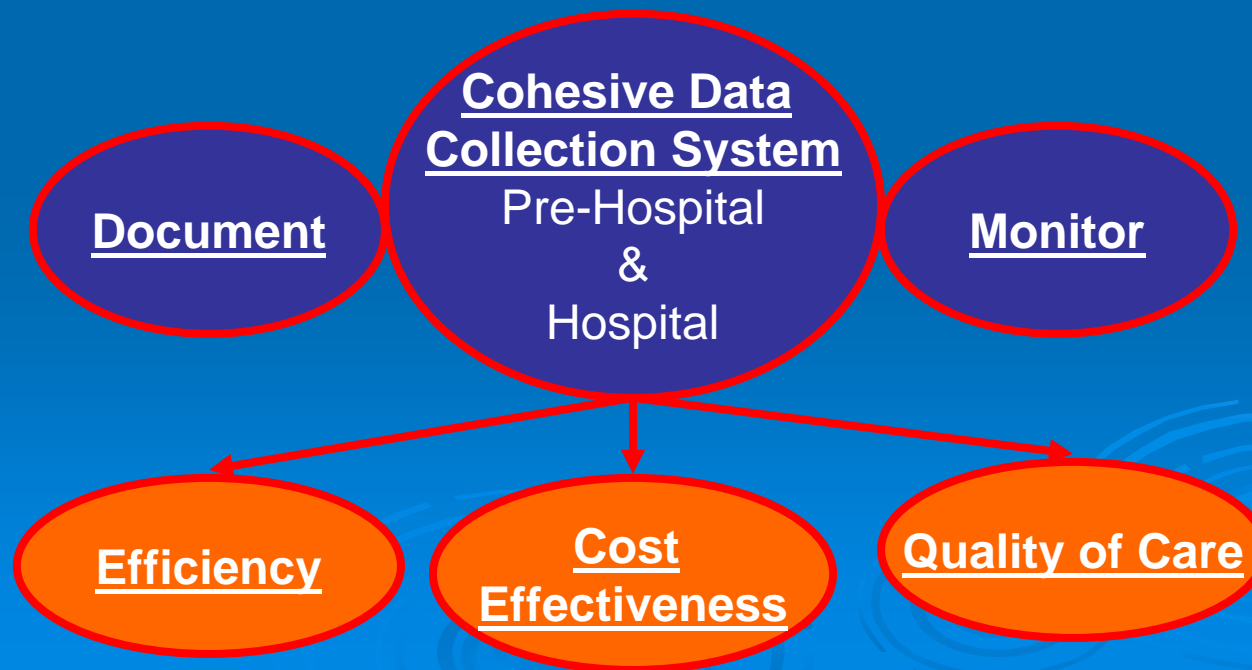 Cohesive Data
Collection System
Pre-Hospital
&
Hospital
Document
Monitor
Efficiency
Cost
Effectiveness
Quality of Care